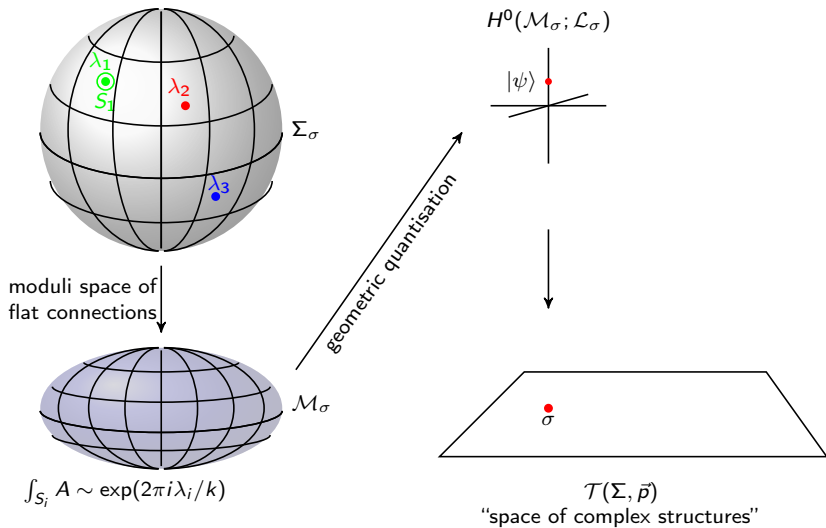 λ₁
S₁
λ₂
λ₃
Σ_σ
moduli space of
flat connections
M_σ
∫_{S_i} A ∼ exp(2πiλ_i/k)
geometric quantisation
H⁰(M_σ; L_σ)
|ψ⟩
σ
T(Σ, p⃗)
“space of complex structures”